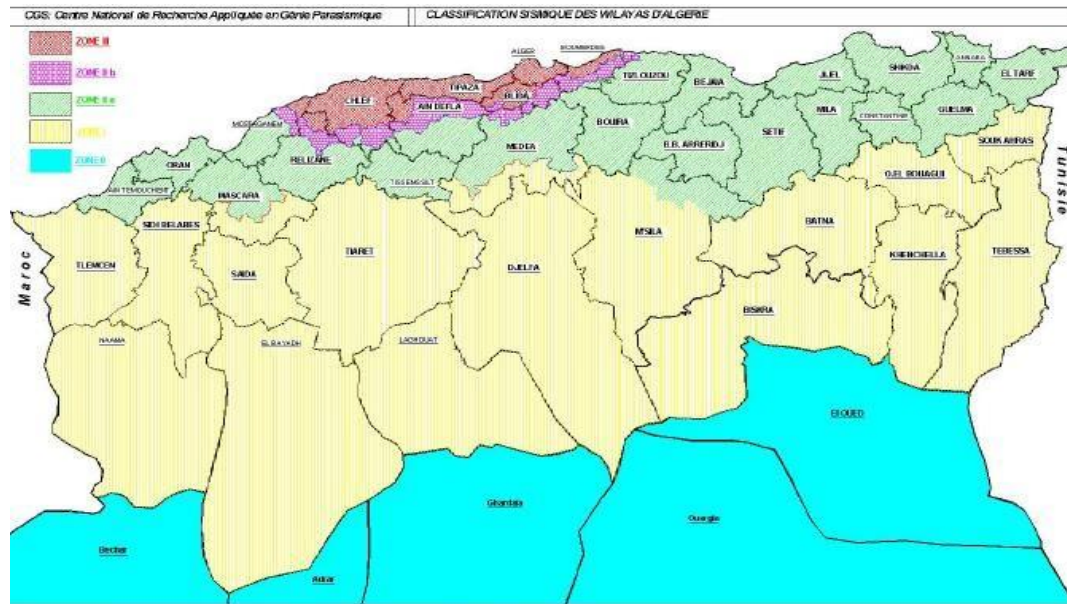 CGS: Centre National de Recherche Appliquée en Génie Parasismique
CLASSIFICATION SISMIQUE DES WILAYAS D'ALGERIE
ZONE III
ZONE II b
ZONE II a
ZONE I
ZONE 0
ALGER
BOUMERDES
TIPAZA
BLIDA
CHLEF
AIN DEFLA
TIZI OUZOU
BEJAIA
JIJEL
SKIKDA
ANNABA
EL TARF
MOSTAGANEM
RELIZANE
MEDEA
BOUIRA
B.B. ARRERIDJ
SETIF
MILA
CONSTANTINE
GUELMA
SOUK AHRAS
ORAN
AIN TEMOUCHENT
MASCARA
TISSEMSILT
O.EL BOUAGUI
Maroc
Tunisie
TLEMCEN
SIDI BELABES
SAIDA
TIARET
DJELFA
M'SILA
BATNA
KHENCHELLA
TEBESSA
BISKRA
NAAMA
EL BAYADH
LAGHOUAT
El OUED
Ghardaia
Ouargla
Bechar
Adrar